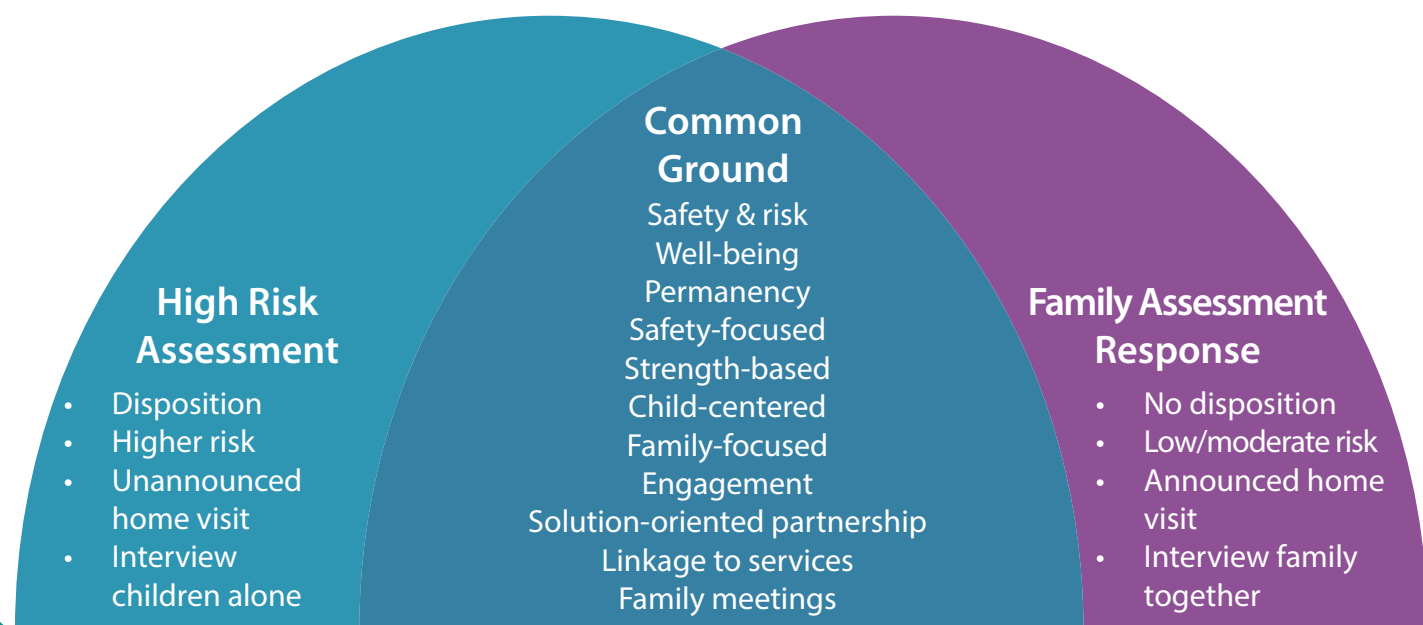 Common
Ground
Safety & risk
Well-being
Permanency
Safety-focused
Strength-based
Child-centered
Family-focused
Engagement
Solution-oriented partnership
Linkage to services
Family meetings
High Risk
Assessment
• Disposition
• Higher risk
• Unannounced
home visit
• Interview
children alone
Family Assessment
Response
• No disposition
• Low/moderate risk
• Announced home
visit
• Interview family
together